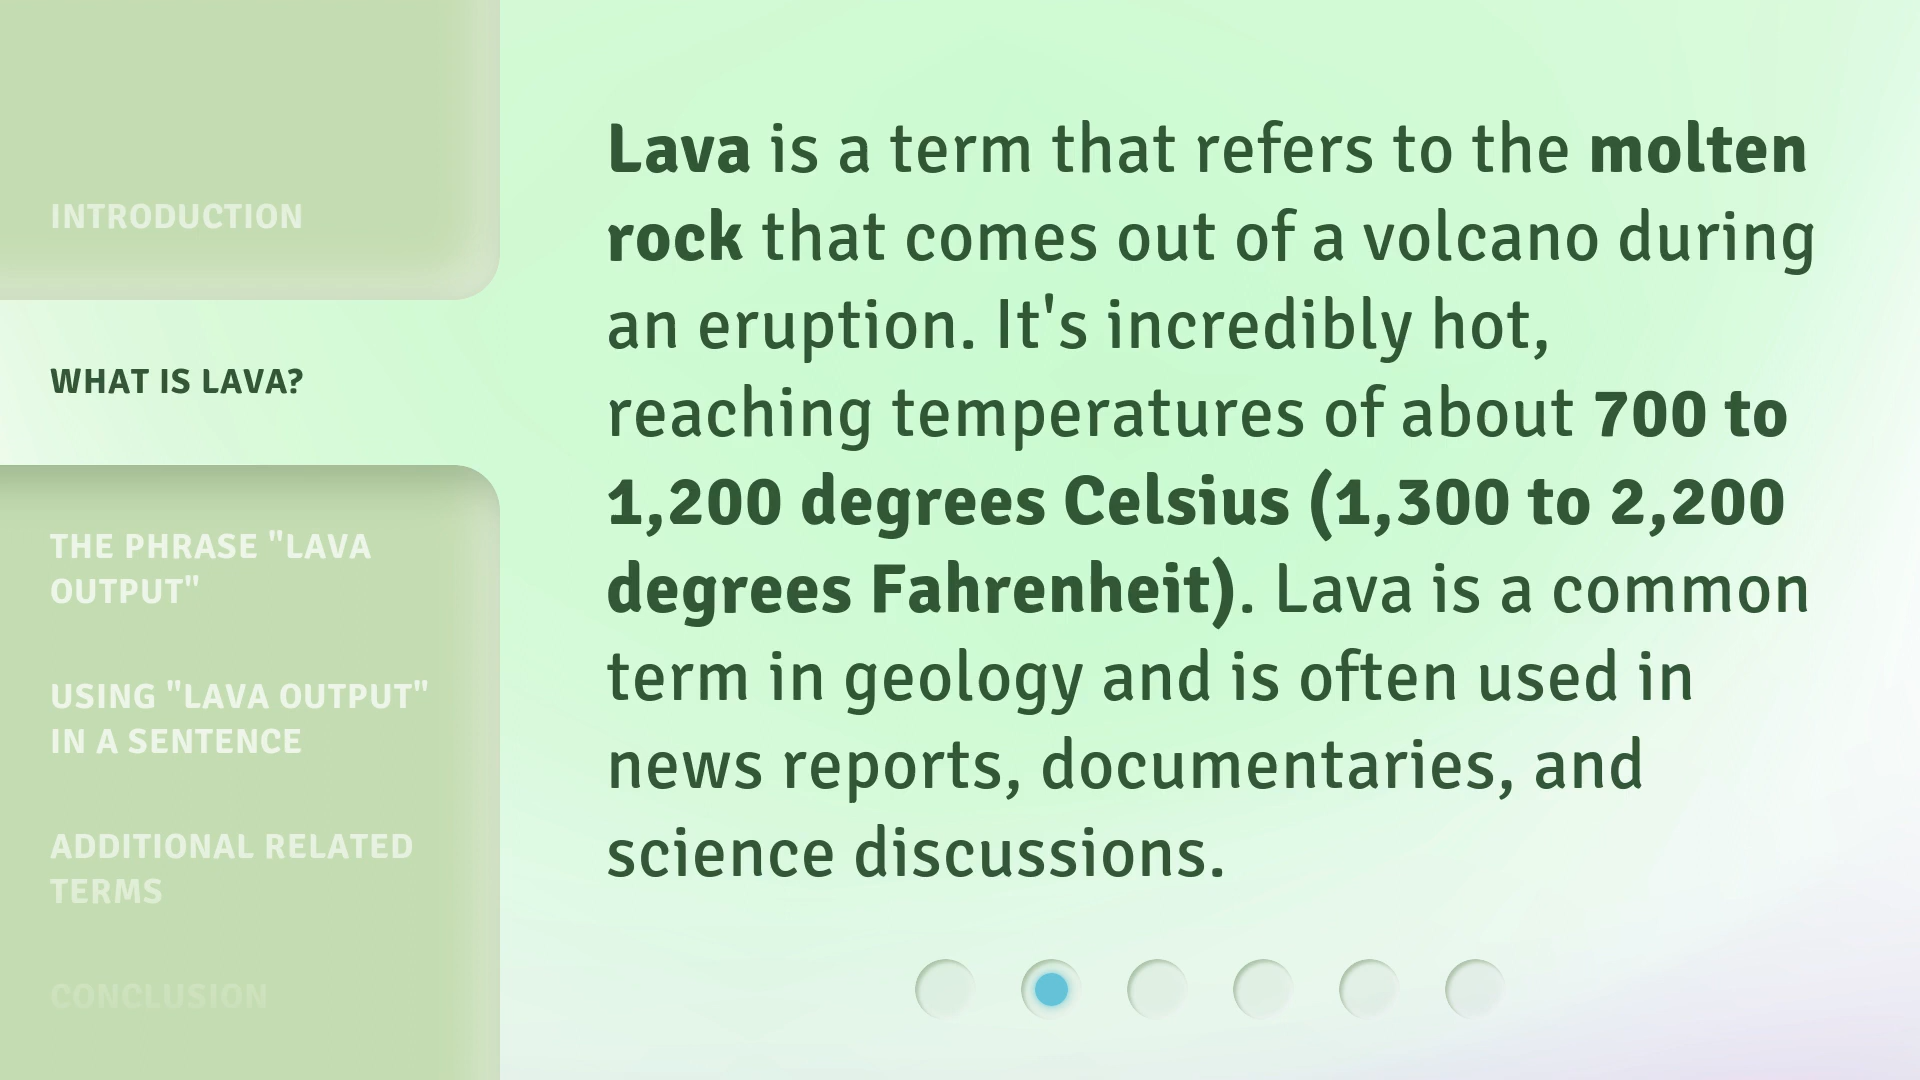 INTRODUCTION
WHAT IS LAVA?
THE PHRASE "LAVA
OUTPUT"
USING "LAVA OUTPUT"
IN A SENTENCE
ADDITIONAL RELATED
TERMS
CONCLUSION
Lava is a term that refers to the molten
rock that comes out of a volcano during
an eruption. It's incredibly hot,
reaching temperatures of about 700 to
1,200 degrees Celsius (1,300 to 2,200
degrees Fahrenheit). Lava is a common
term in geology and is often used in
news reports, documentaries, and
science discussions.